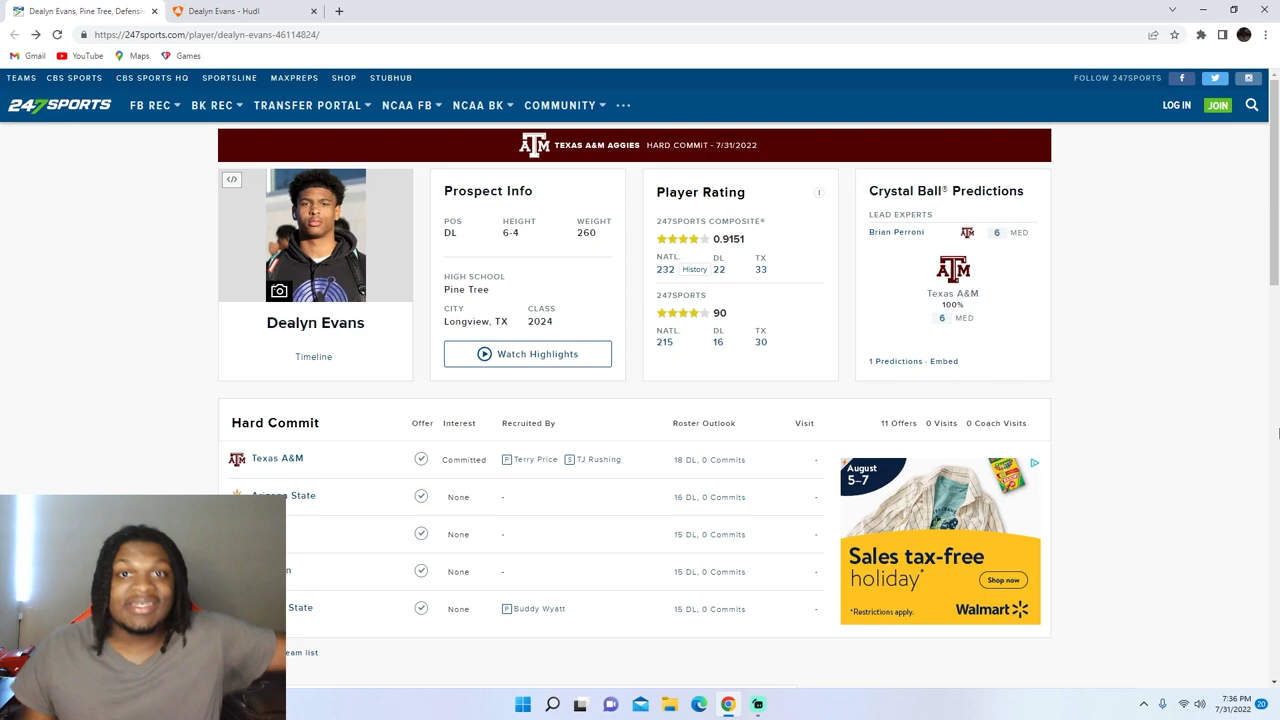 Dealyn Evans, Pine Tree, Defensi
Dealyn Evans - Hudl
https://247sports.com/player/dealyn-evans-46114824/
Gmail YouTube Maps Games
TEAMS CBS SPORTS CBS SPORTS HQ SPORTSLINE MAXPREPS SHOP STUBHUB FOLLOW 247SPORTS
247SPORTS FB REC BK REC TRANSFER PORTAL NCAA FB NCAA BK COMMUNITY LOG IN JOIN
ATM TEXAS A&M AGGIES HARD COMMIT - 7/31/2022
Dealyn Evans
Timeline
Prospect Info
POS HEIGHT WEIGHT
DL 6-4 260
HIGH SCHOOL
Pine Tree
CITY CLASS
Longview, TX 2024
Watch Highlights
Player Rating
247SPORTS COMPOSITE®
0.9151
NATL. DL TX
232 History 22 33
247SPORTS
90
NATL. DL TX
215 16 30
Crystal Ball® Predictions
LEAD EXPERTS
Brian Perroni ATM 6 MED
ATM
Texas A&M
100%
6 MED
1 Predictions · Embed
Hard Commit Offer Interest Recruited By Roster Outlook Visit 11 Offers 0 Visits 0 Coach Visits
ATM Texas A&M Committed P Terry Price S TJ Rushing 18 DL, 0 Commits -
Arizona State None - 16 DL, 0 Commits -
None - 15 DL, 0 Commits -
n None - 15 DL, 0 Commits -
State None P Buddy Wyatt 15 DL, 0 Commits -
eam list
August
5-7
Crayola
Sales tax-free
holiday*
Shop now
*Restrictions apply.
Walmart
7:36 PM
7/31/2022
20